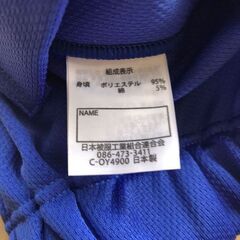 組成表示
身頃 ポリエステル 95%
綿 5%
NAME
日本被服工業組合連合会
086-473-3411
C-OY4900 日本製